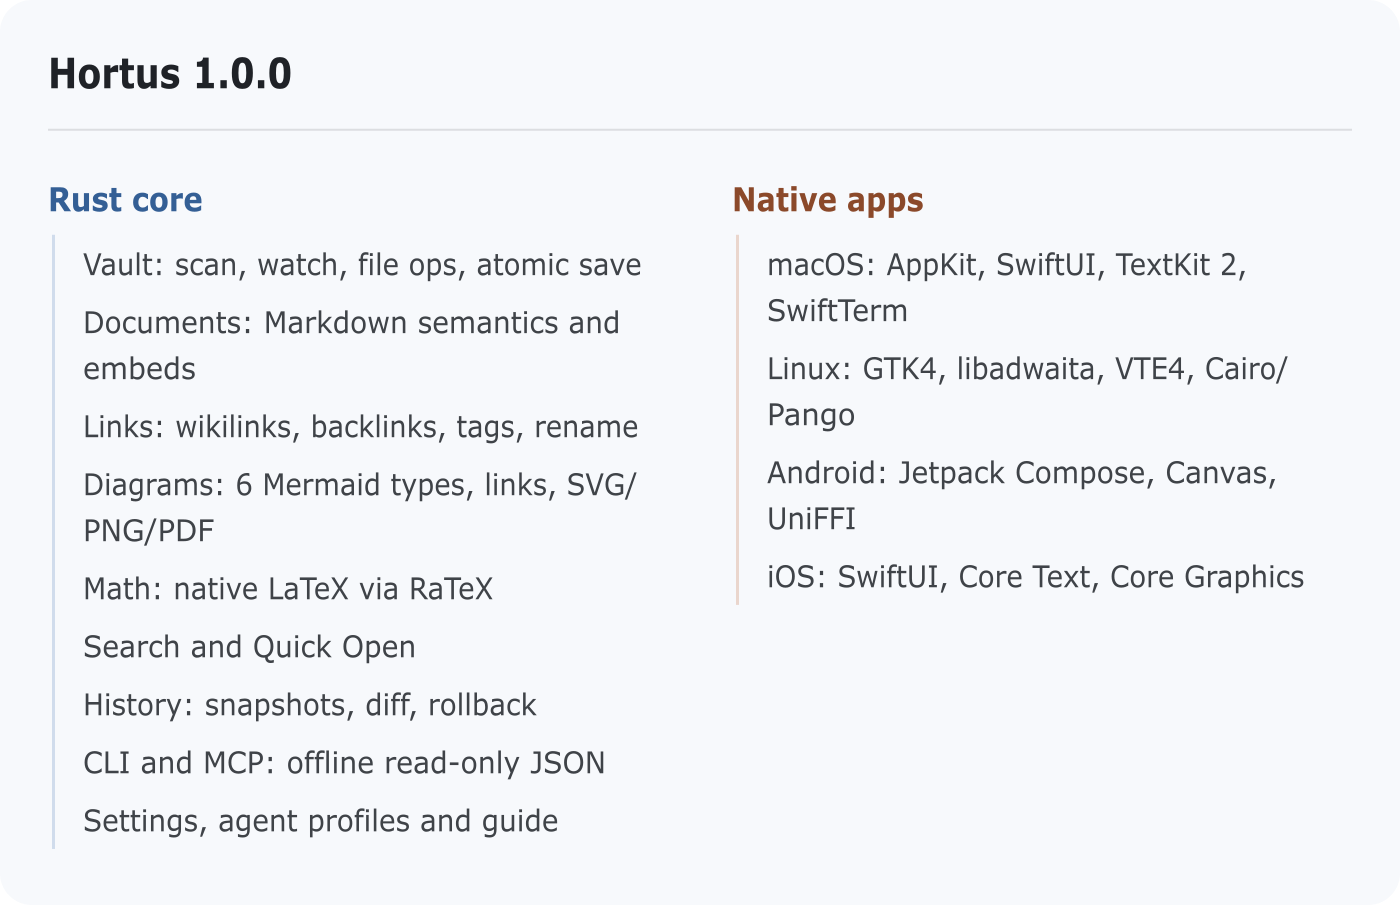 Hortus 1.0.0
Rust core
Vault: scan, watch, file ops, atomic save
Documents: Markdown semantics and
embeds
Links: wikilinks, backlinks, tags, rename
Diagrams: 6 Mermaid types, links, SVG/
PNG/PDF
Math: native LaTeX via RaTeX
Search and Quick Open
History: snapshots, diff, rollback
CLI and MCP: offline read-only JSON
Settings, agent profiles and guide
Native apps
macOS: AppKit, SwiftUI, TextKit 2,
SwiftTerm
Linux: GTK4, libadwaita, VTE4, Cairo/
Pango
Android: Jetpack Compose, Canvas,
UniFFI
iOS: SwiftUI, Core Text, Core Graphics